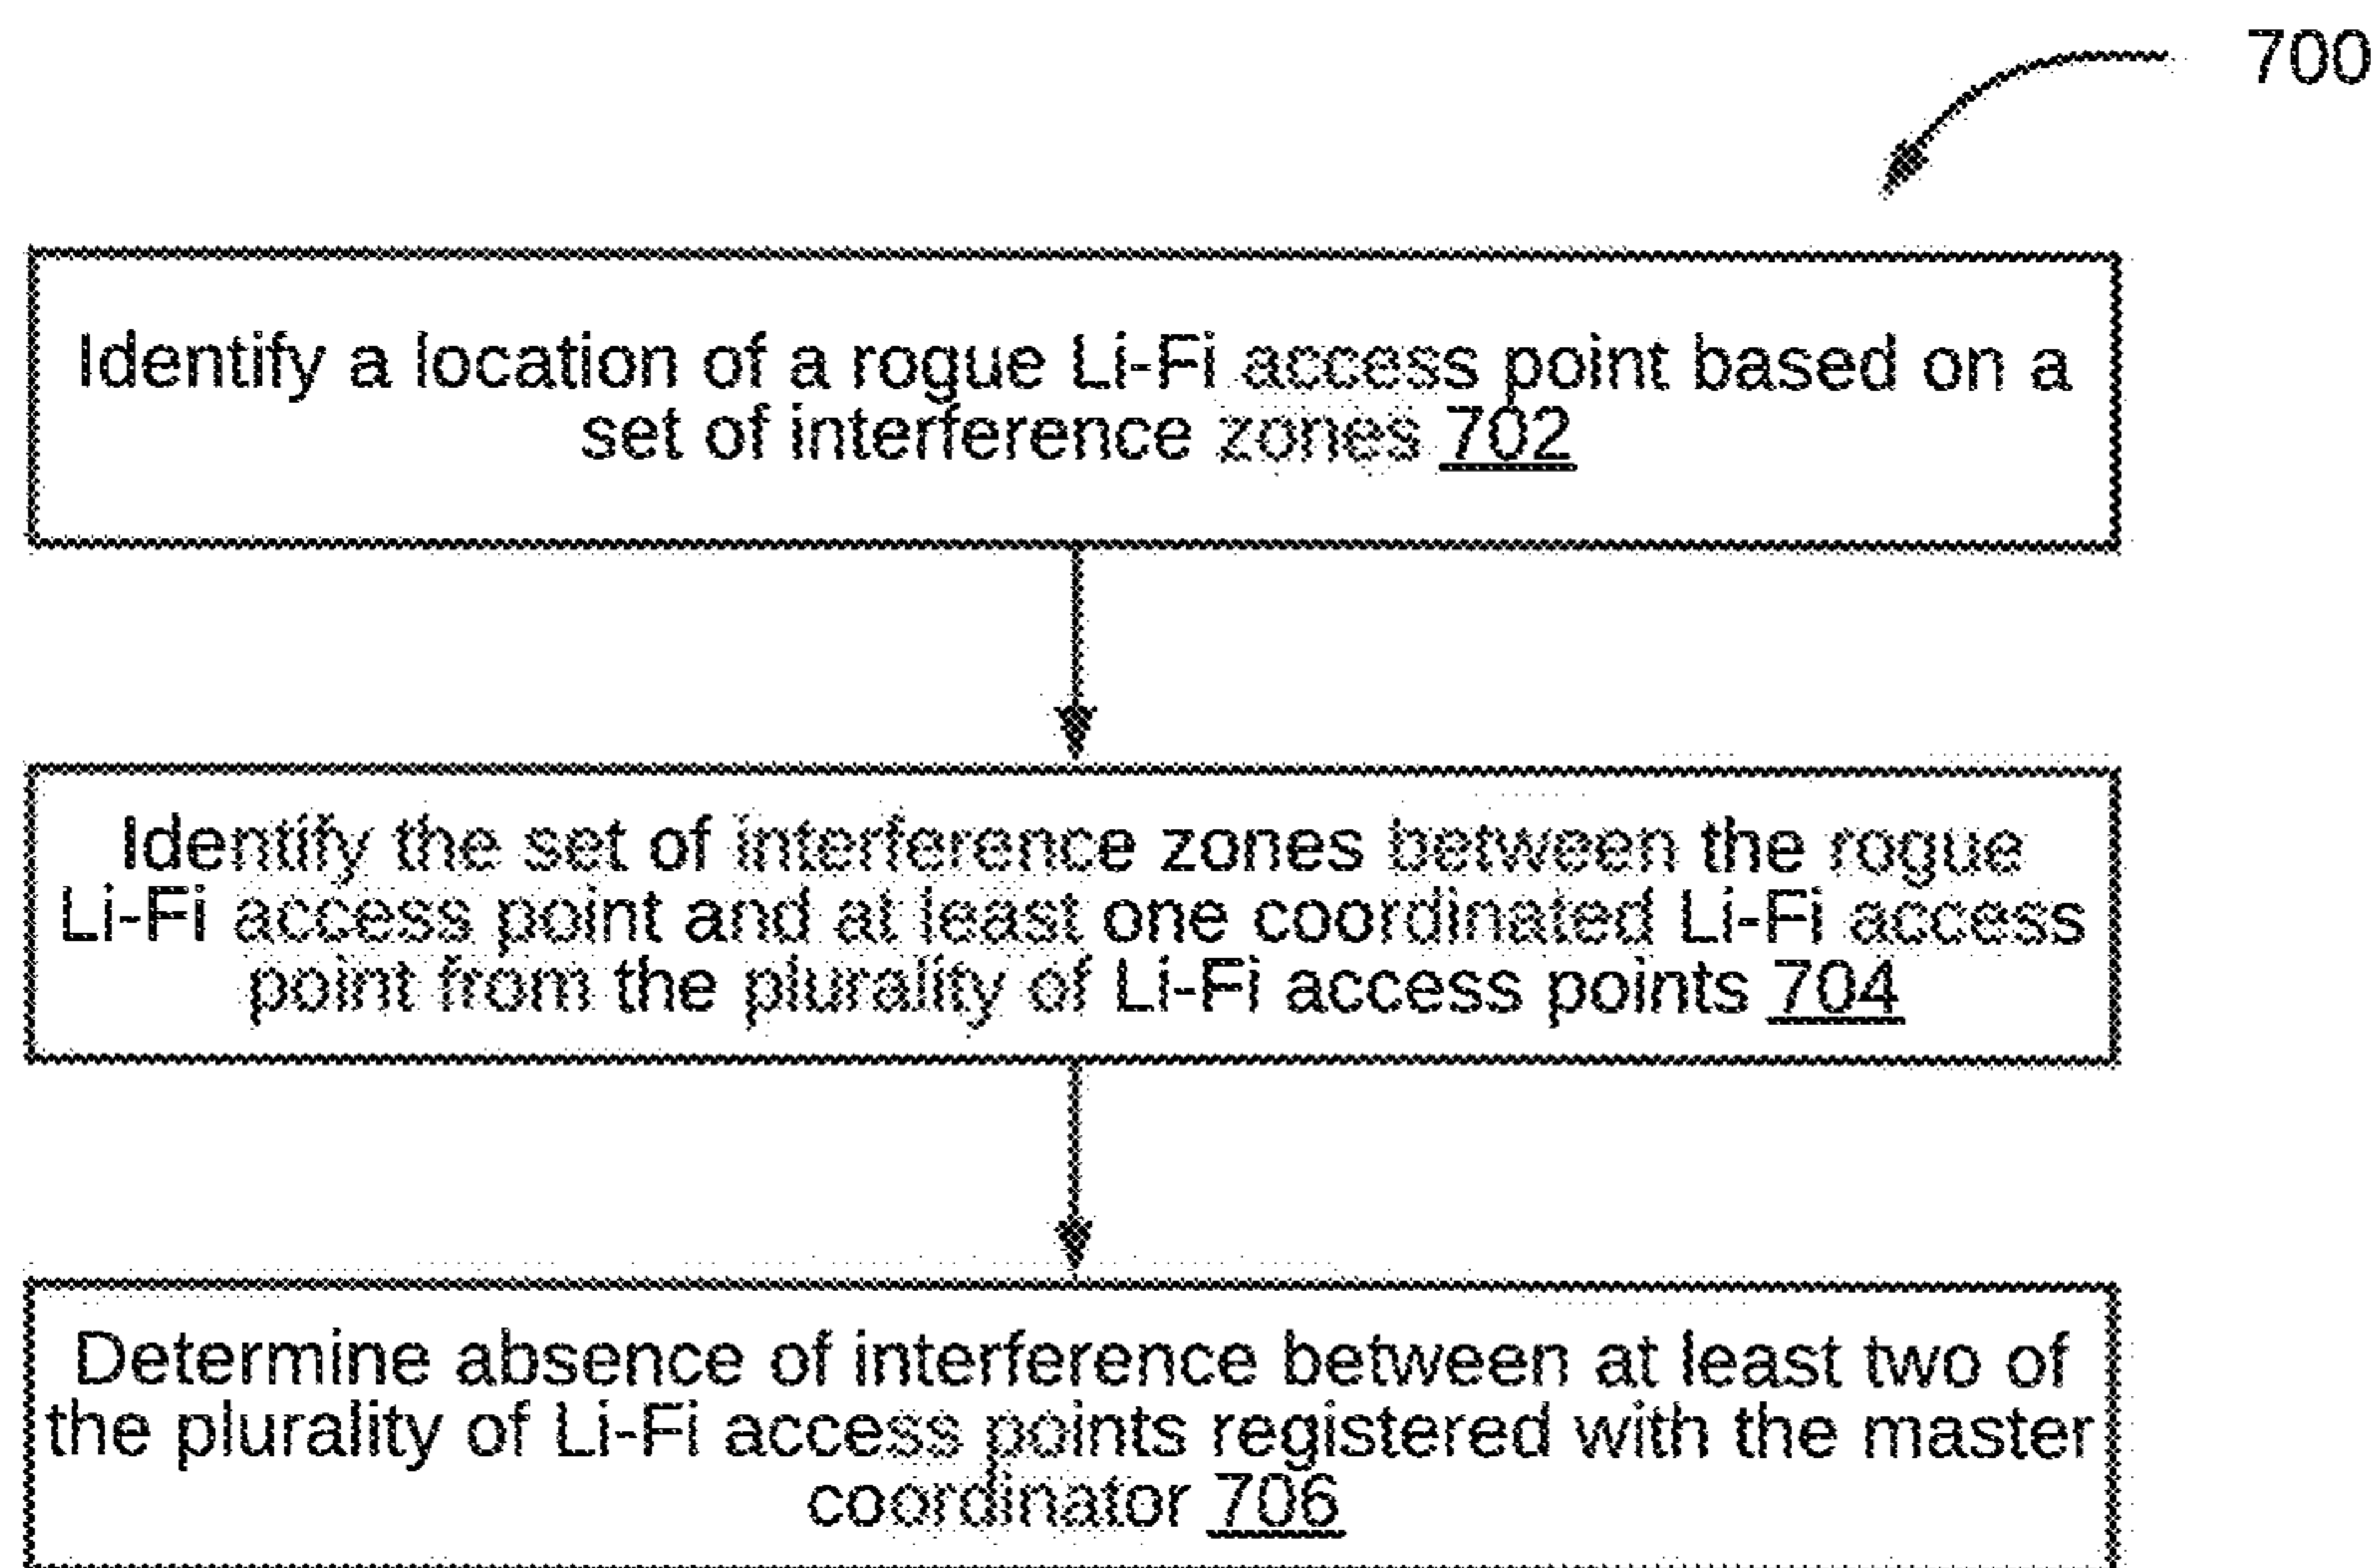 700
Identify a location of a rogue Li-Fi access point based on a
set of interference zones 702
Identify the set of interference zones between the rogue
Li-Fi access point and at least one coordinated Li-Fi access
point from the plurality of Li-Fi access points 704
Determine absence of interference between at least two of
the plurality of Li-Fi access points registered with the master
coordinator 706